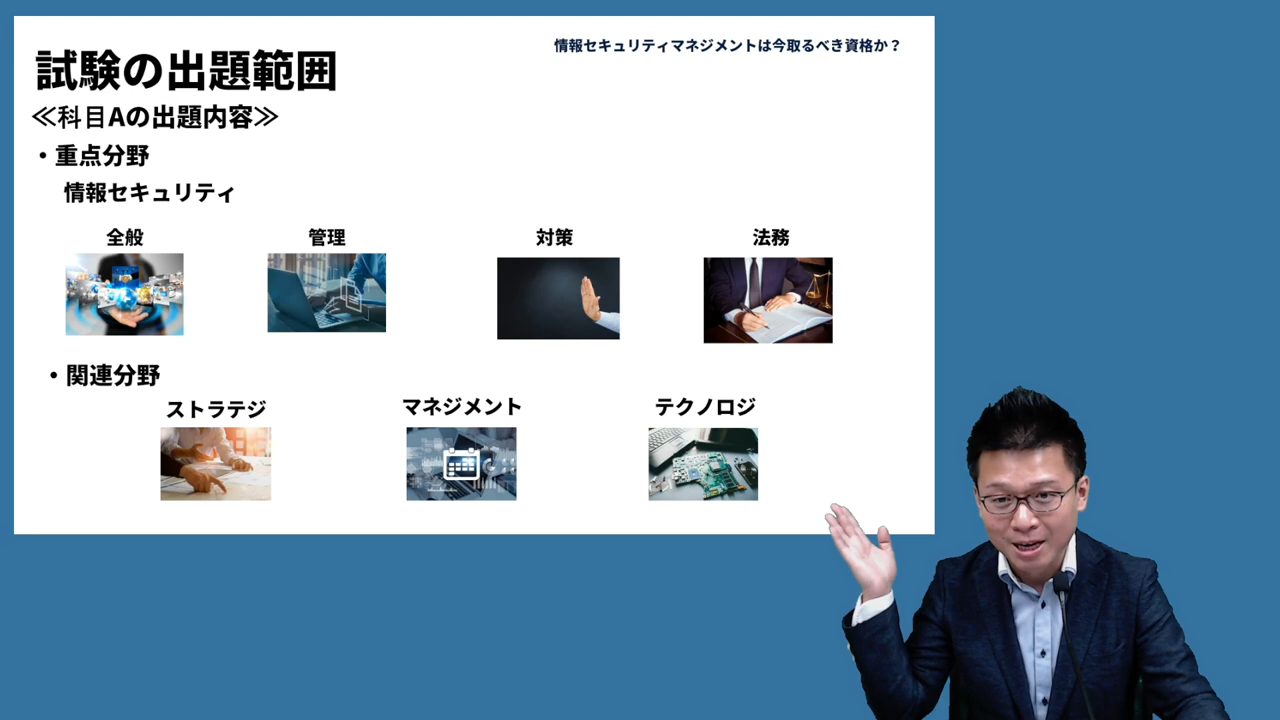 情報セキュリティマネジメントは今取るべき資格か？
試験の出題範囲
≪科目Aの出題内容≫
・重点分野
情報セキュリティ
全般
管理
対策
法務
・関連分野
ストラテジ
マネジメント
テクノロジ